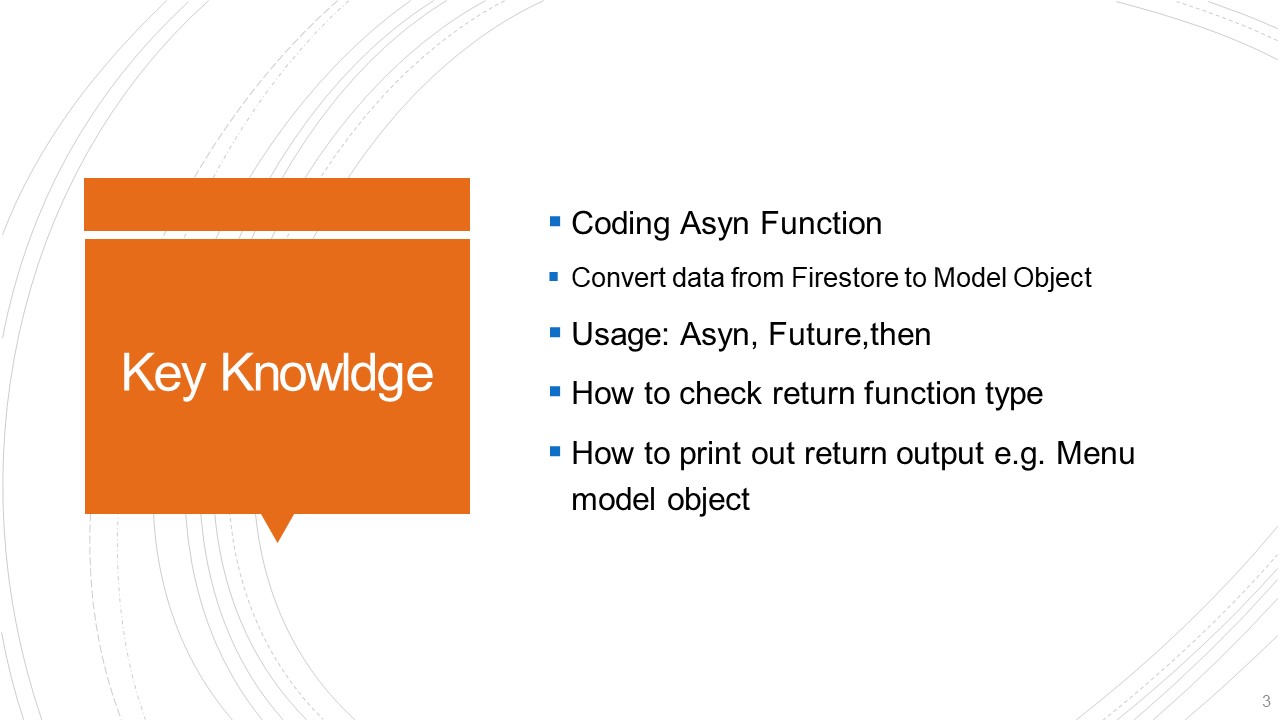 Key Knowldge
Coding Asyn Function
Convert data from Firestore to Model Object
Usage: Asyn, Future,then
How to check return function type
How to print out return output e.g. Menu
model object
3